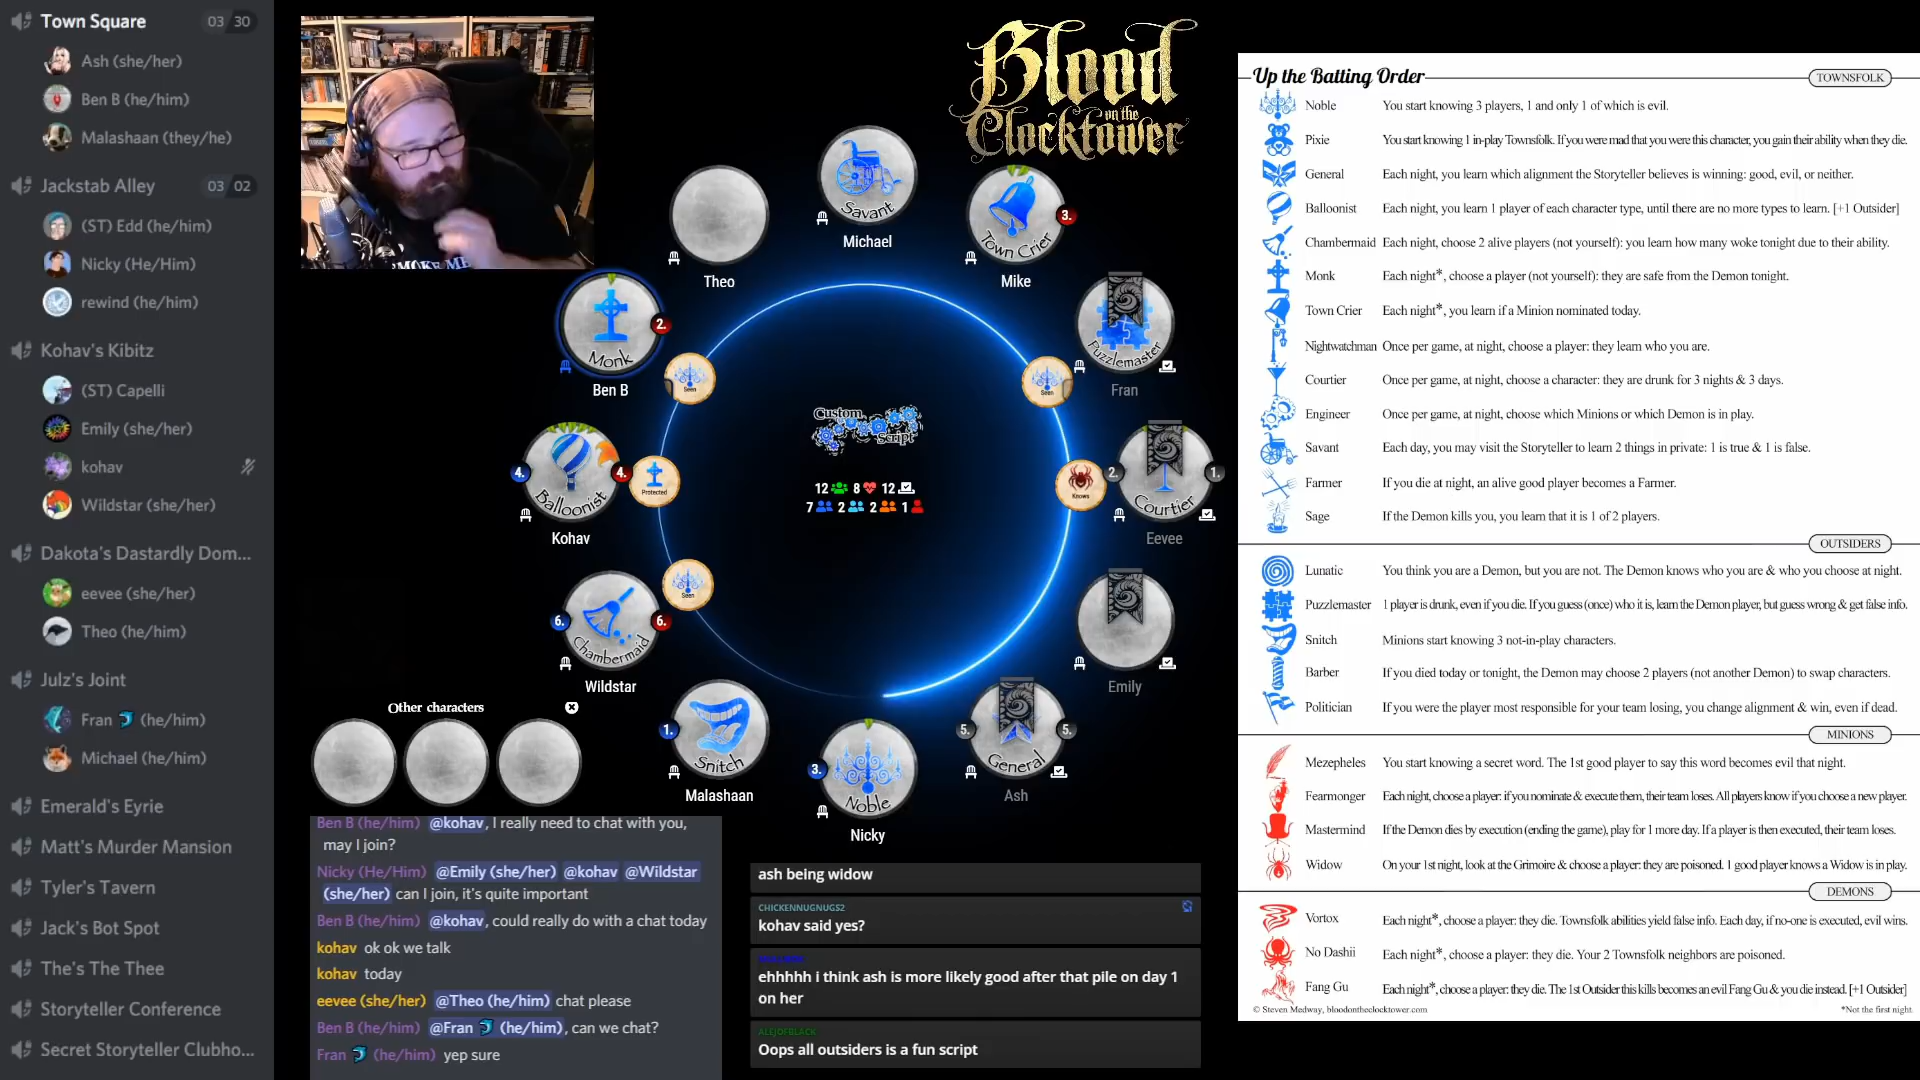 Town Square 03 30
Ash (she/her)
Ben B (he/him)
Malashaan (they/he)
Jackstab Alley 03 02
(ST) Edd (he/him)
Nicky (He/Him)
rewind (he/him)
Kohav's Kibitz
(ST) Capelli
Emily (she/her)
kohav
Wildstar (she/her)
Dakota's Dastardly Dom...
eevee (she/her)
Theo (he/him)
Julz's Joint
Fran (he/him)
Michael (he/him)
Emerald's Eyrie
Matt's Murder Mansion
Tyler's Tavern
Jack's Bot Spot
The's The Thee
Storyteller Conference
Secret Storyteller Clubho...
SMOKE ME
Blood
on the
Clocktower
Savant
Michael
Town Crier
3.
Mike
Theo
Monk
2.
Ben B
Seen
Puzzlemaster
Fran
Seen
Balloonist
4.
4.
Kohav
Protected
Custom
Script
12 8 12
7 2 2 1
Knows
2.
Courtier
1.
Eevee
Seen
6.
Chambermaid
6.
Wildstar
Emily
1.
Snitch
Malashaan
3.
Noble
Nicky
5.
General
5.
Ash
Other characters
Ben B (he/him) @kohav, I really need to chat with you,
may I join?
Nicky (He/Him) @Emily (she/her) @kohav @Wildstar
(she/her) can I join, it's quite important
Ben B (he/him) @kohav, could really do with a chat today
kohav ok ok we talk
kohav today
eevee (she/her) @Theo (he/him) chat please
Ben B (he/him) @Fran (he/him), can we chat?
Fran (he/him) yep sure
ash being widow
CHICKENNUGNUGS2
kohav said yes?
ehhhhh i think ash is more likely good after that pile on day 1
on her
ALEJOFBLACK
Oops all outsiders is a fun script
Up the Batting Order
TOWNSFOLK
Noble You start knowing 3 players, 1 and only 1 of which is evil.
Pixie You start knowing 1 in-play Townsfolk. If you were mad that you were this character, you gain their ability when they die.
General Each night, you learn which alignment the Storyteller believes is winning: good, evil, or neither.
Balloonist Each night, you learn 1 player of each character type, until there are no more types to learn. [+1 Outsider]
Chambermaid Each night, choose 2 alive players (not yourself): you learn how many woke tonight due to their ability.
Monk Each night*, choose a player (not yourself): they are safe from the Demon tonight.
Town Crier Each night*, you learn if a Minion nominated today.
Nightwatchman Once per game, at night, choose a player: they learn who you are.
Courtier Once per game, at night, choose a character: they are drunk for 3 nights & 3 days.
Engineer Once per game, at night, choose which Minions or which Demon is in play.
Savant Each day, you may visit the Storyteller to learn 2 things in private: 1 is true & 1 is false.
Farmer If you die at night, an alive good player becomes a Farmer.
Sage If the Demon kills you, you learn that it is 1 of 2 players.
OUTSIDERS
Lunatic You think you are a Demon, but you are not. The Demon knows who you are & who you choose at night.
Puzzlemaster 1 player is drunk, even if you die. If you guess (once) who it is, learn the Demon player, but guess wrong & get false info.
Snitch Minions start knowing 3 not-in-play characters.
Barber If you died today or tonight, the Demon may choose 2 players (not another Demon) to swap characters.
Politician If you were the player most responsible for your team losing, you change alignment & win, even if dead.
MINIONS
Mezepheles You start knowing a secret word. The 1st good player to say this word becomes evil that night.
Fearmonger Each night, choose a player: if you nominate & execute them, their team loses. All players know if you choose a new player.
Mastermind If the Demon dies by execution (ending the game), play for 1 more day. If a player is then executed, their team loses.
Widow On your 1st night, look at the Grimoire & choose a player: they are poisoned. 1 good player knows a Widow is in play.
DEMONS
Vortox Each night*, choose a player: they die. Townsfolk abilities yield false info. Each day, if no-one is executed, evil wins.
No Dashii Each night*, choose a player: they die. Your 2 Townsfolk neighbors are poisoned.
Fang Gu Each night*, choose a player: they die. The 1st Outsider this kills becomes an evil Fang Gu & you die instead. [+1 Outsider]
© Steven Medway, bloodontheclocktower.com *Not the first night